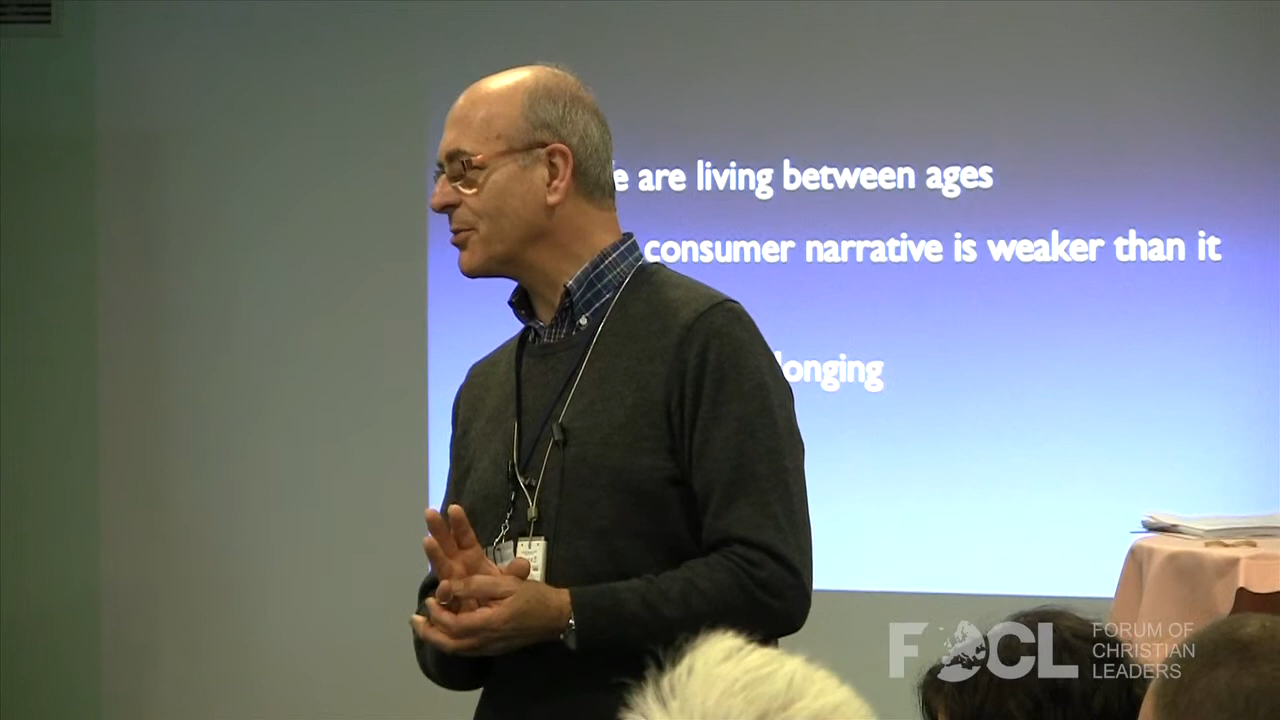 e are living between ages
consumer narrative is weaker than it
longing
FOCL FORUM OF
CHRISTIAN
LEADERS